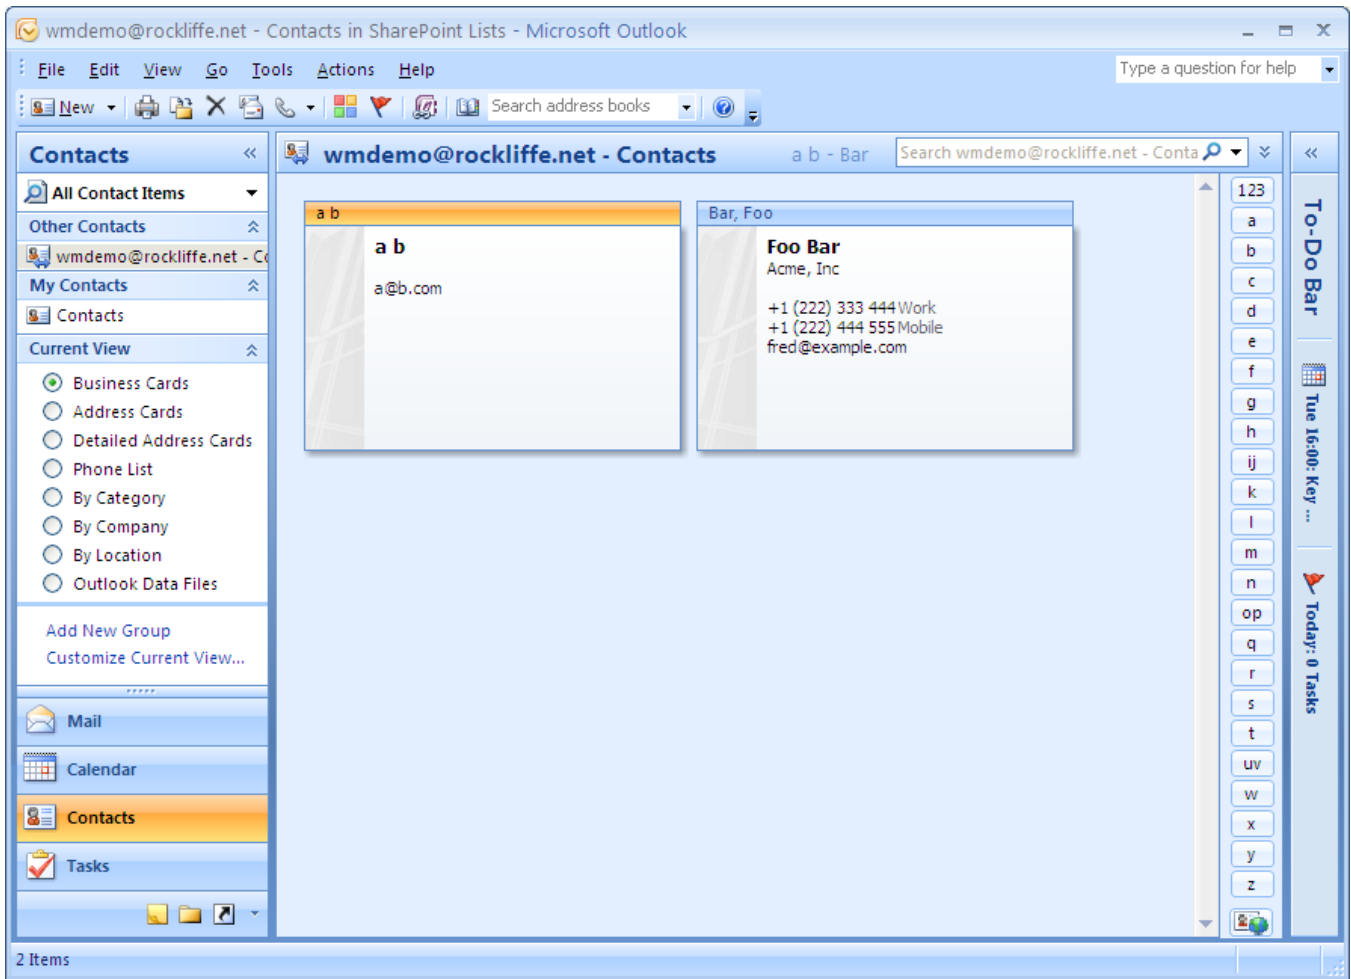 wmdemo@rockliffe.net - Contacts in SharePoint Lists - Microsoft Outlook
File Edit View Go Tools Actions Help Type a question for help
New Search address books
Contacts
wmdemo@rockliffe.net - Contacts a b - Bar Search wmdemo@rockliffe.net - Conta
All Contact Items
Other Contacts
wmdemo@rockliffe.net - Co
My Contacts
Contacts
Current View
Business Cards
Address Cards
Detailed Address Cards
Phone List
By Category
By Company
By Location
Outlook Data Files
Add New Group
Customize Current View...
Mail
Calendar
Contacts
Tasks
a b
a b
a@b.com
Bar, Foo
Foo Bar
Acme, Inc
+1 (222) 333 444 Work
+1 (222) 444 555 Mobile
fred@example.com
123
a
b
c
d
e
f
g
h
ij
k
l
m
n
op
q
r
s
t
uv
w
x
y
z
To-Do Bar
Tue 16:00: Key ...
Today: 0 Tasks
2 Items